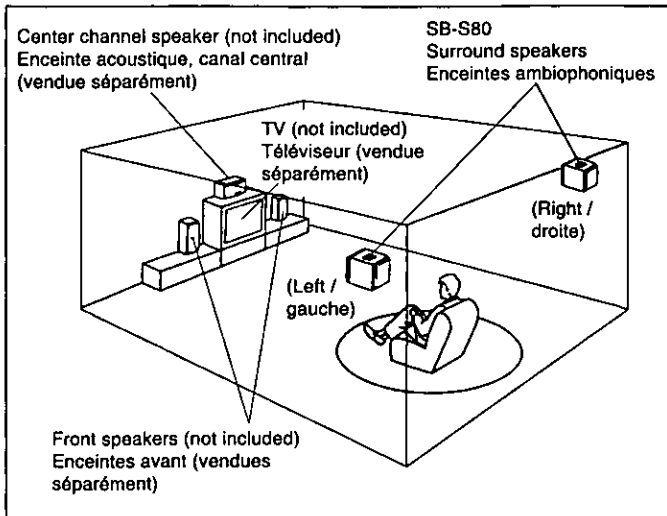 Center channel speaker (not included)
Enceinte acoustique, canal central
(vendue séparément)
SB-S80
Surround speakers
Enceintes ambiophoniques
TV (not included)
Téléviseur (vendue
séparément)
(Right /
droite)
(Left /
gauche)
Front speakers (not included)
Enceintes avant (vendues
séparément)